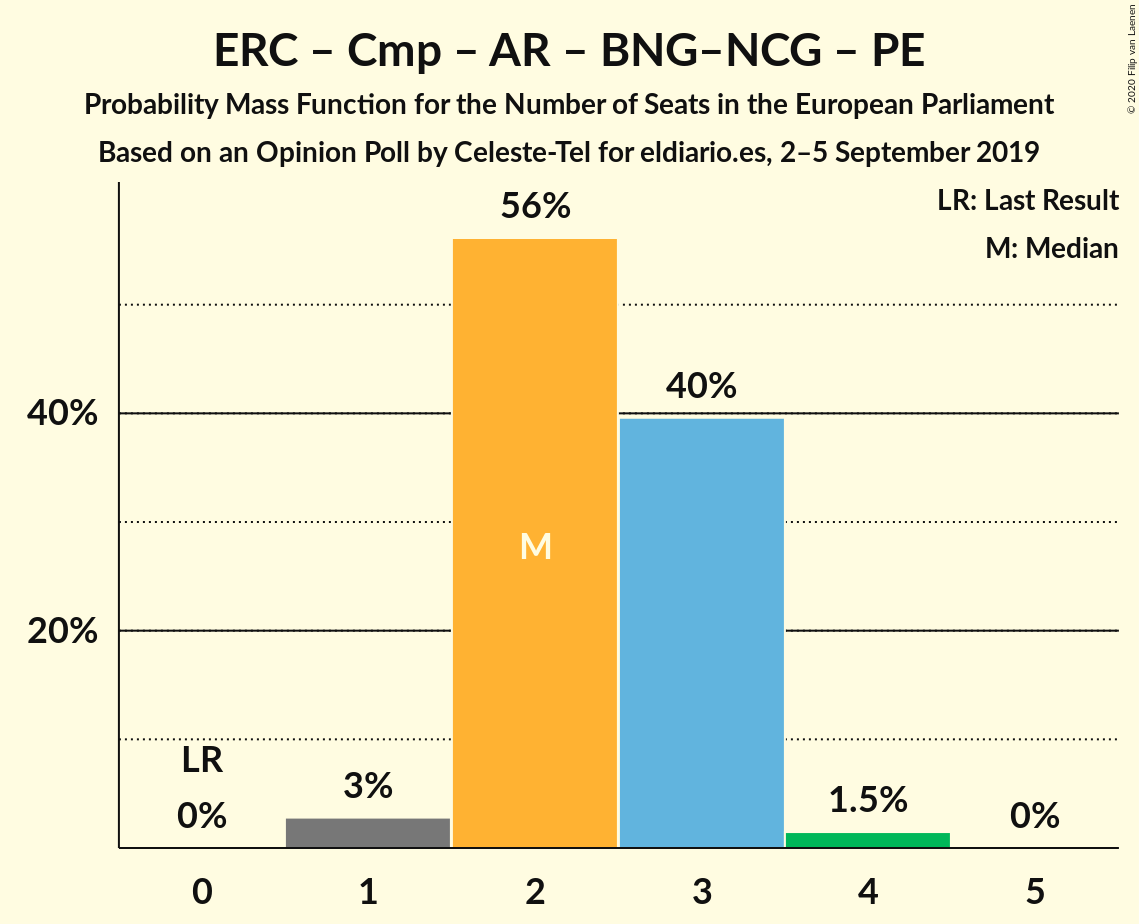 ERC – Cmp – AR – BNG–NCG – PE
Probability Mass Function for the Number of Seats in the European Parliament
Based on an Opinion Poll by Celeste-Tel for eldiario.es, 2–5 September 2019
© 2020 Filip van Laenen
LR: Last Result
M: Median
56%
40%
40%
M
20%
LR
0%
3%
1.5%
0%
0 1 2 3 4 5